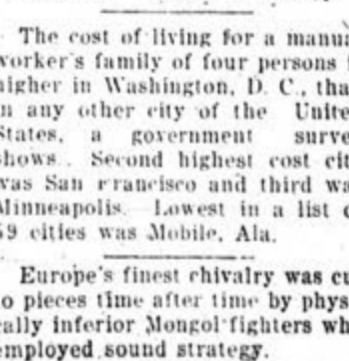 The cost of living for a manua
worker's family of four persons
higher in Washington, D. C., tha
n any other city of the Unite
States, a government surve
shows. Second highest cost cit
was San Francisco and third wa
Minneapolis. Lowest in a list o
59 cities was Mobile, Ala.
Europe's finest chivalry was cu
to pieces time after time by phys
cally inferior Mongol fighters wh
employed sound strategy.